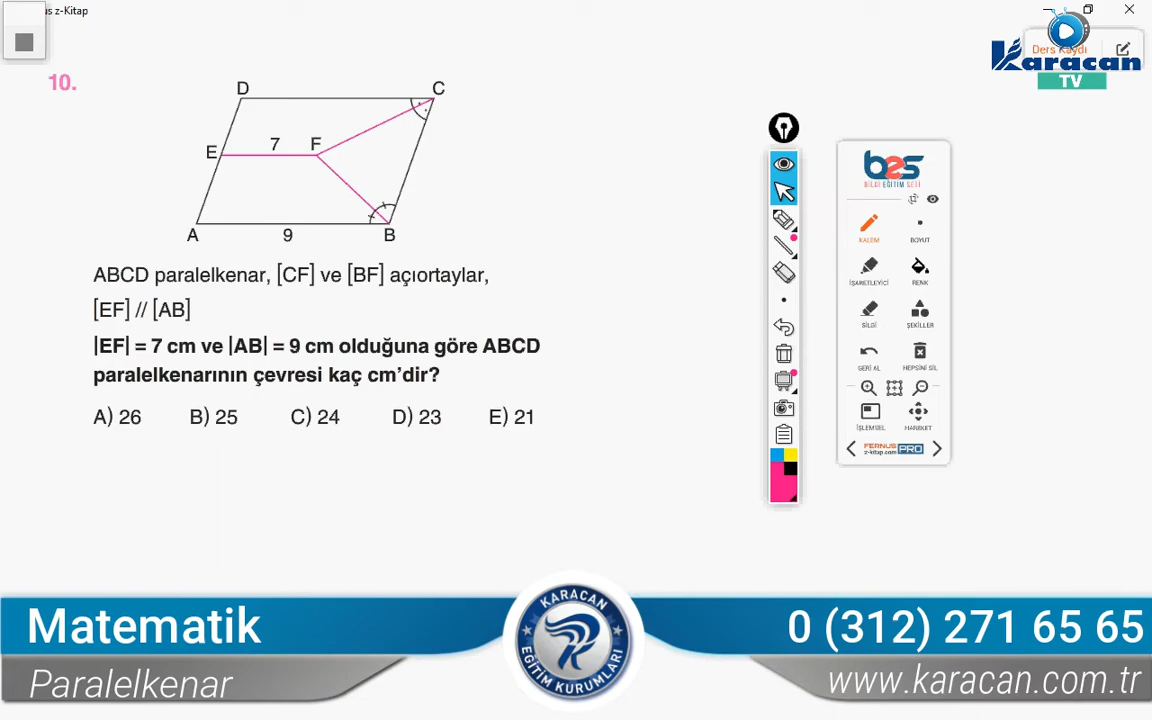 us z-Kitap
Ders Kaydı
Karacan
TV
10.
D
C
E
7
F
A
9
B
ABCD paralelkenar, [CF] ve [BF] açıortaylar,
[EF] // [AB]
|EF| = 7 cm ve |AB| = 9 cm olduğuna göre ABCD
paralelkenarının çevresi kaç cm’dir?
A) 26 B) 25 C) 24 D) 23 E) 21
b2s
BİLGİ EĞİTİM SETİ
KALEM
BOYUT
İŞARETLEYİCİ
RENK
SİLGİ
ŞEKİLLER
GERİ AL
HEPSİNİ SİL
İŞLEMSEL
HAREKET
FERNUS
z-kitap.com
PRO
Matematik
Paralelkenar
KARACAN
EĞİTİM KURUMLARI
0 (312) 271 65 65
www.karacan.com.tr